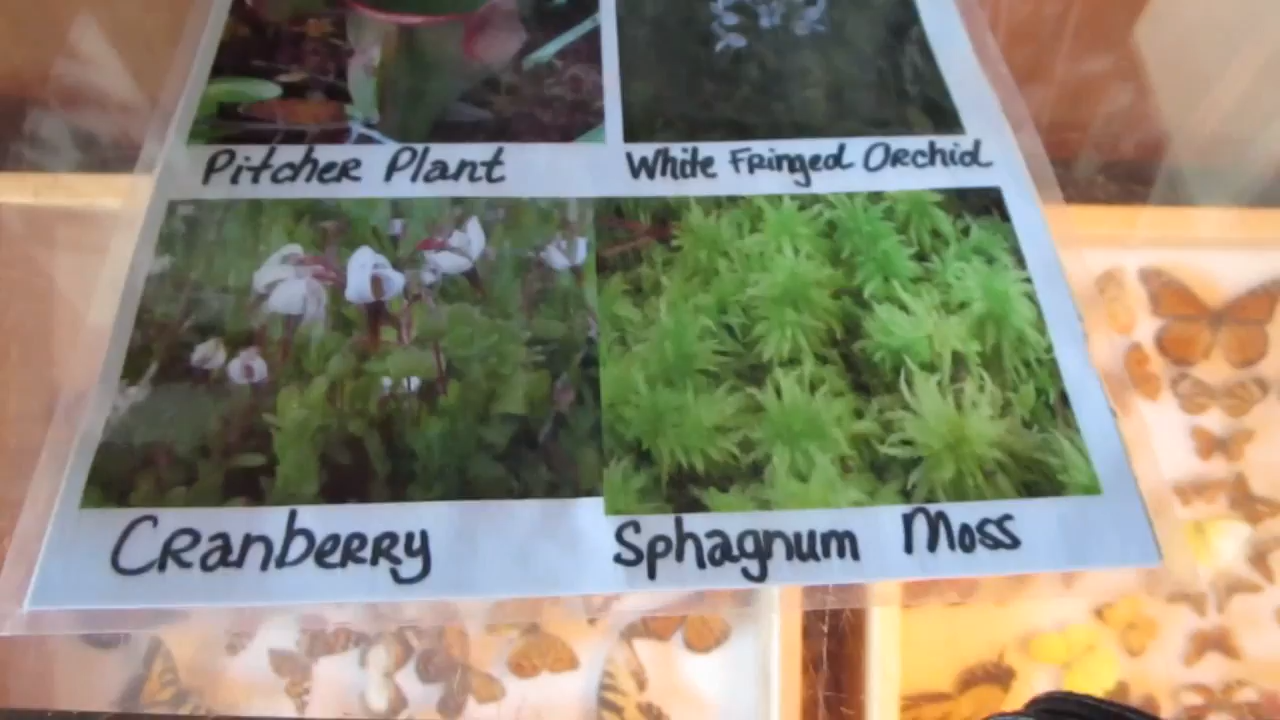 Pitcher Plant
White Fringed Orchid
Cranberry
Sphagnum Moss